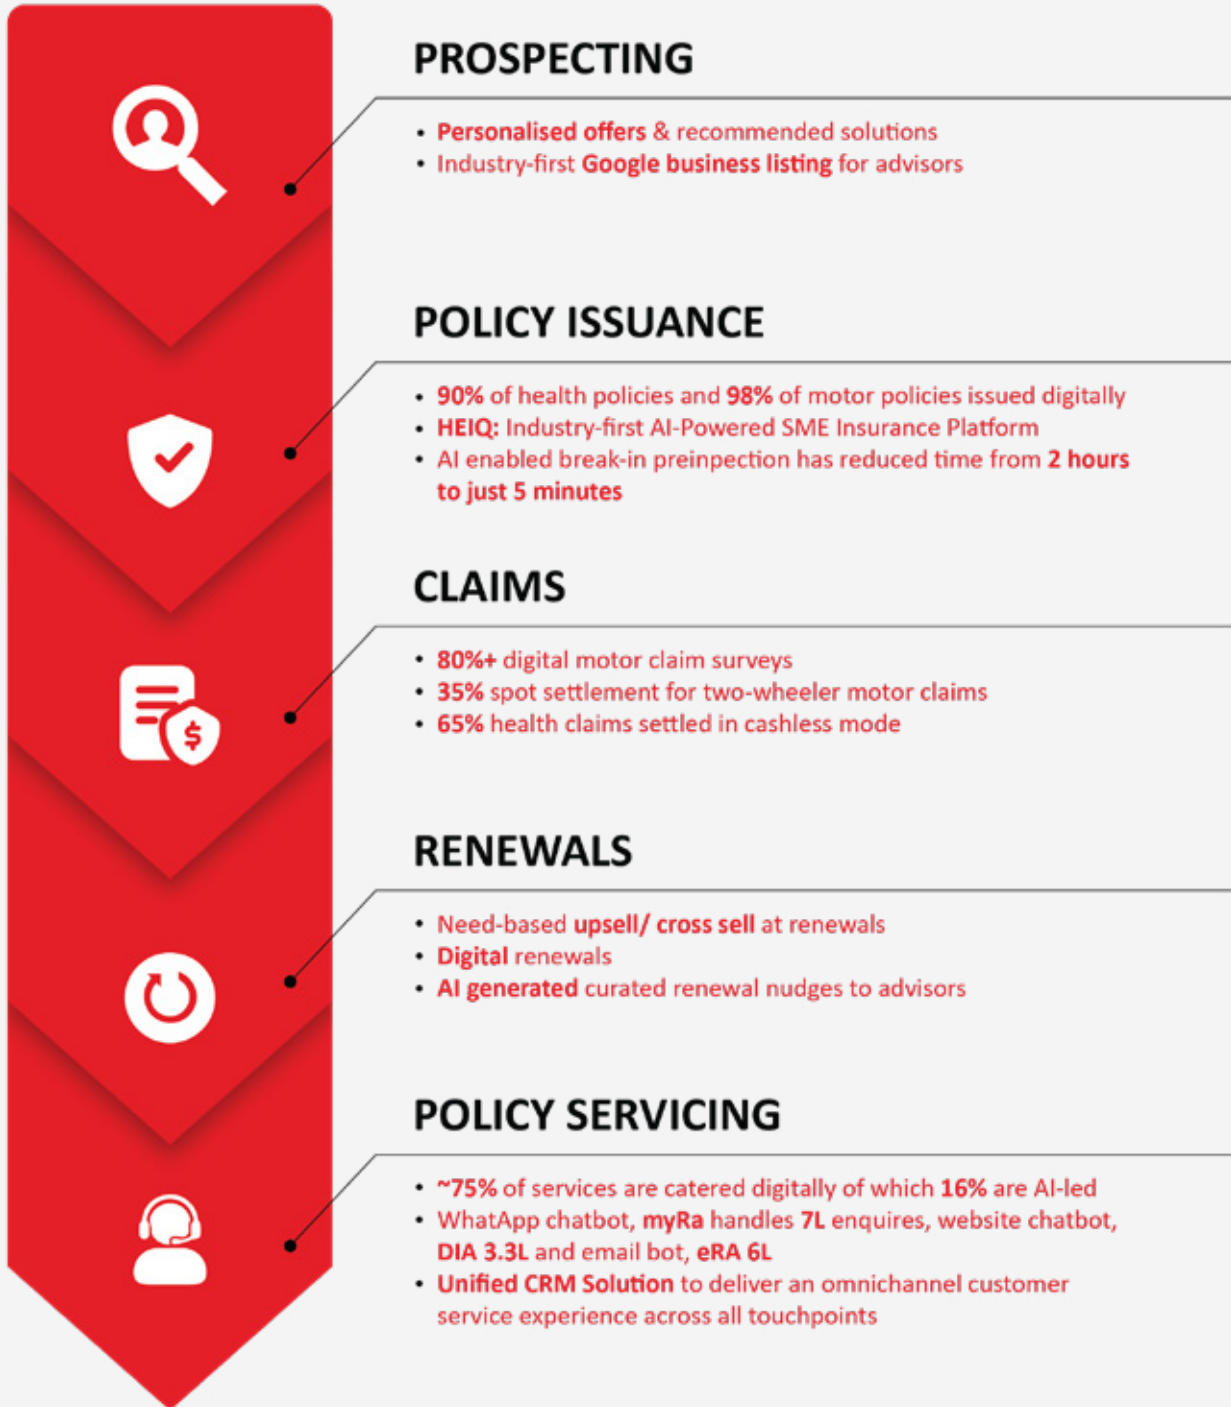 PROSPECTING
• Personalised offers & recommended solutions
• Industry-first Google business listing for advisors
POLICY ISSUANCE
• 90% of health policies and 98% of motor policies issued digitally
• HEIQ: Industry-first AI-Powered SME Insurance Platform
• AI enabled break-in preinpection has reduced time from 2 hours
to just 5 minutes
CLAIMS
• 80%+ digital motor claim surveys
• 35% spot settlement for two-wheeler motor claims
• 65% health claims settled in cashless mode
$
RENEWALS
• Need-based upsell/ cross sell at renewals
• Digital renewals
• AI generated curated renewal nudges to advisors
POLICY SERVICING
• ~75% of services are catered digitally of which 16% are AI-led
• WhatApp chatbot, myRa handles 7L enquires, website chatbot,
DIA 3.3L and email bot, eRA 6L
• Unified CRM Solution to deliver an omnichannel customer
service experience across all touchpoints